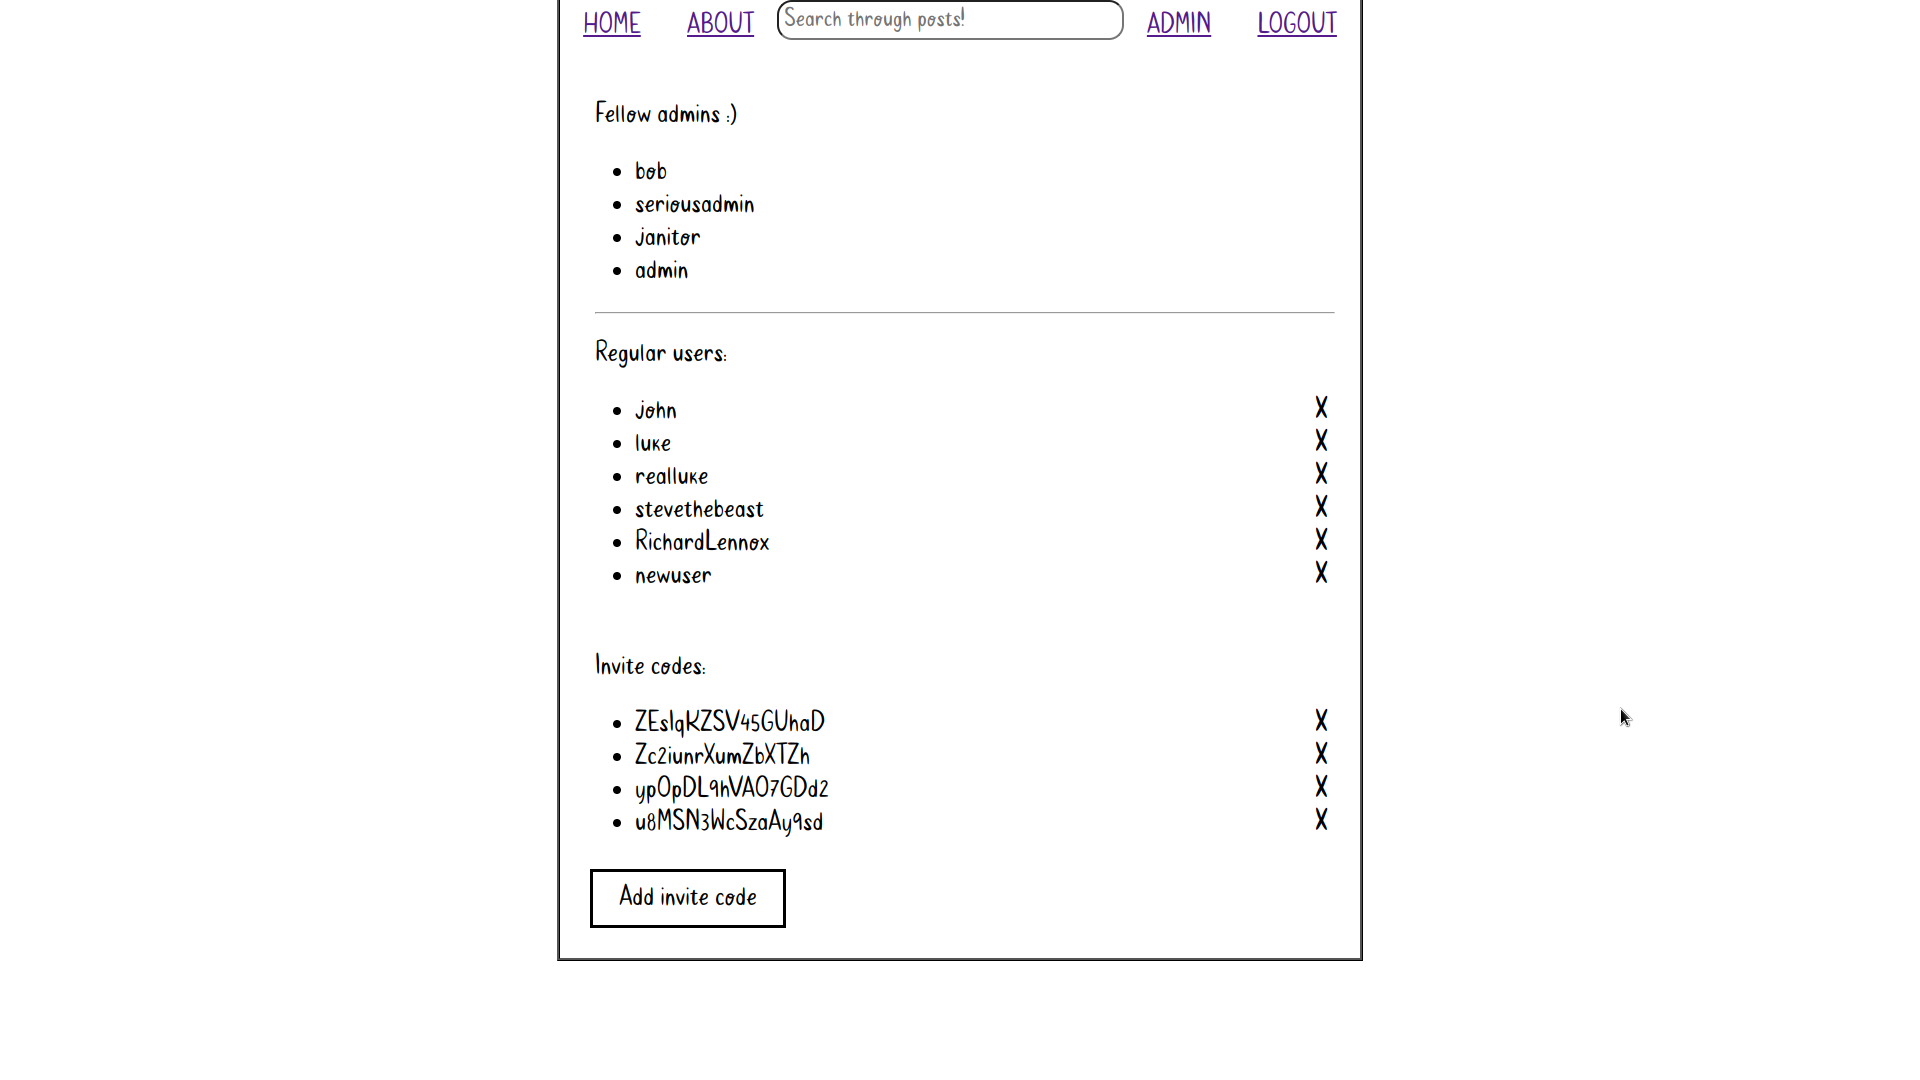 HOME ABOUT Search through posts! ADMIN LOGOUT
Fellow admins :)
bob
seriousadmin
janitor
admin
Regular users:
john X
luke X
realluke X
stevethebeast X
RichardLennox X
newuser X
Invite codes:
ZEslqKZSV45GUhaD X
Zc2iunrXumZbXTZh X
ypOpDL9hVAO7GDd2 X
u8MSN3WcSzaAy9sd X
Add invite code